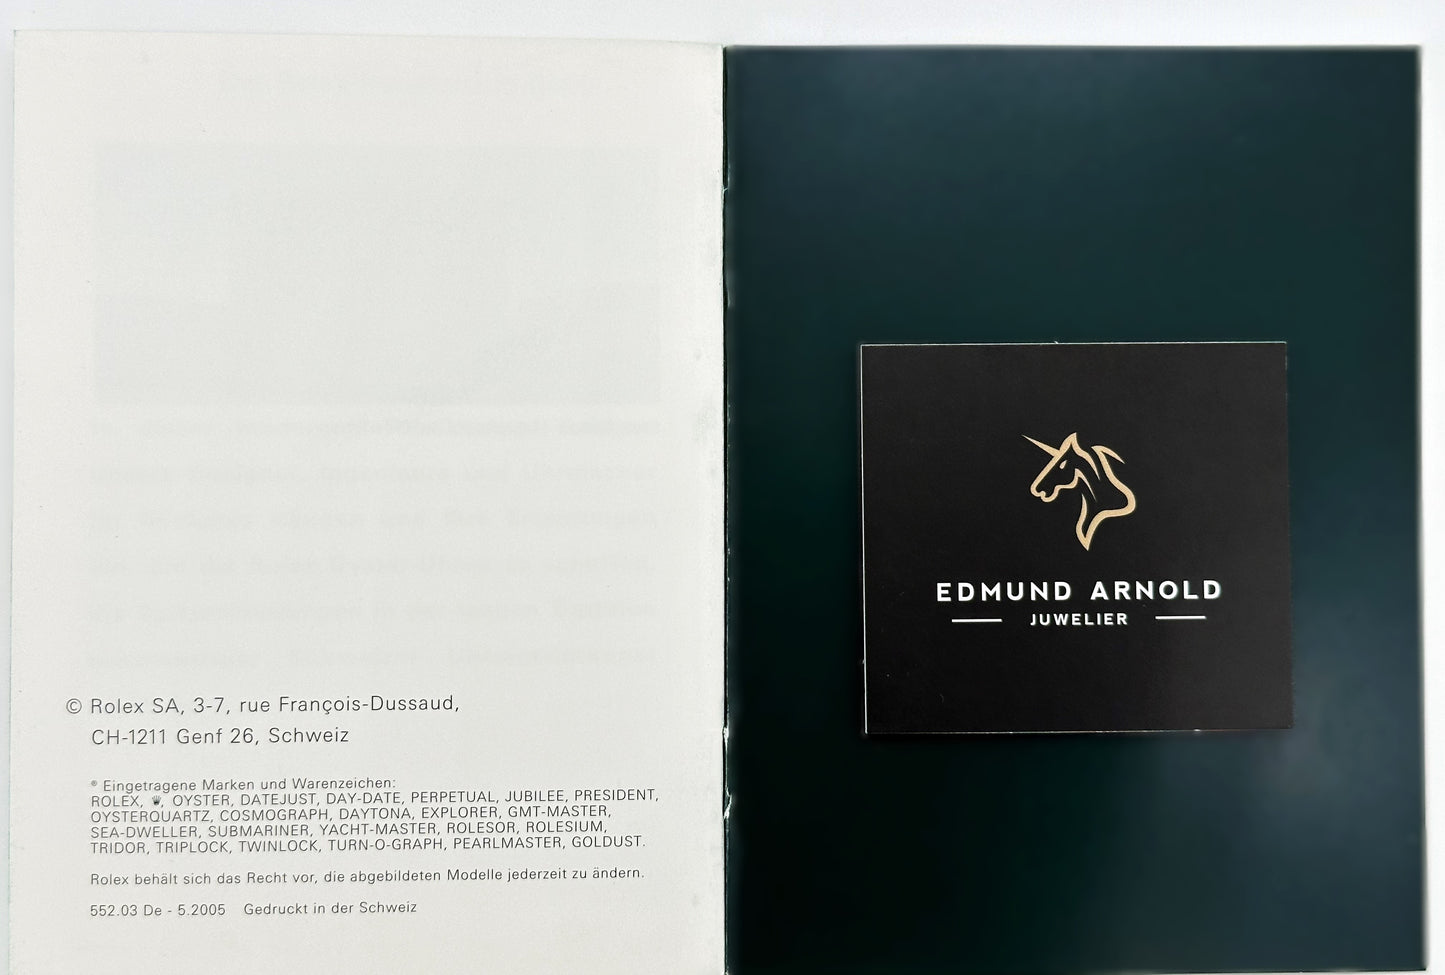 © Rolex SA, 3-7, rue François-Dussaud,
CH-1211 Genf 26, Schweiz
® Eingetragene Marken und Warenzeichen:
ROLEX, OYSTER, DATEJUST, DAY-DATE, PERPETUAL, JUBILEE, PRESIDENT,
OYSTERQUARTZ, COSMOGRAPH, DAYTONA, EXPLORER, GMT-MASTER,
SEA-DWELLER, SUBMARINER, YACHT-MASTER, ROLESOR, ROLESIUM,
TRIDOR, TRIPLOCK, TWINLOCK, TURN-O-GRAPH, PEARLMASTER, GOLDUST.
Rolex behält sich das Recht vor, die abgebildeten Modelle jederzeit zu ändern.
552.03 De - 5.2005 Gedruckt in der Schweiz
EDMUND ARNOLD
JUWELIER